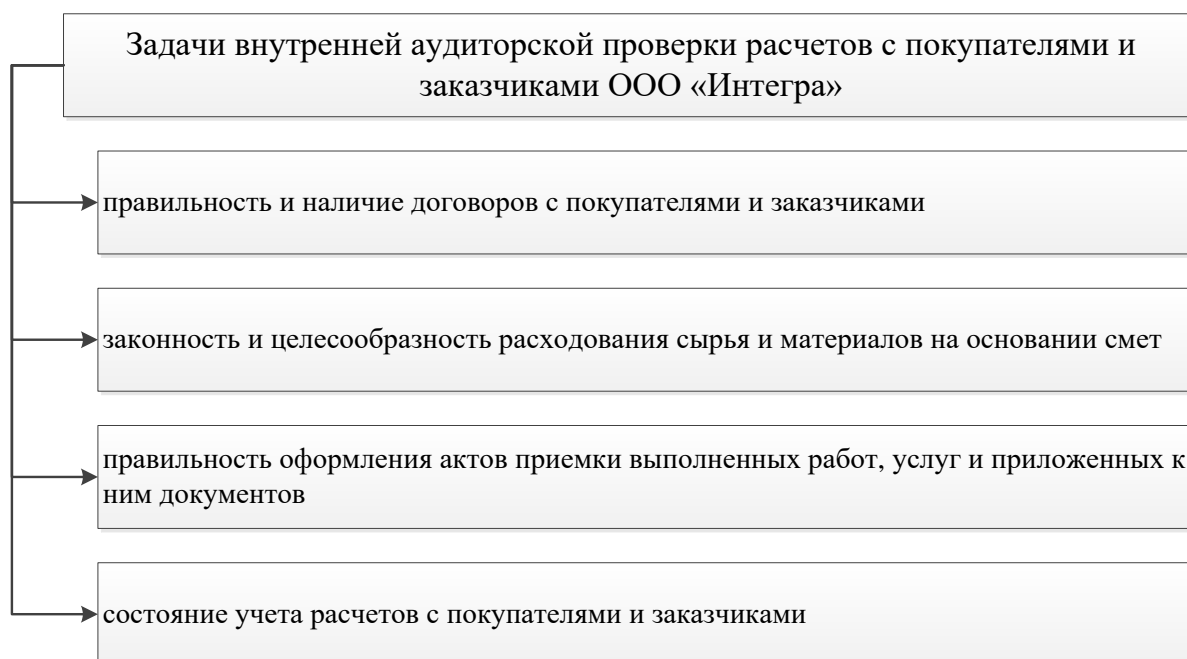 Задачи внутренней аудиторской проверки расчетов с покупателями и
заказчиками ООО «Интегра»
правильность и наличие договоров с покупателями и заказчиками
законность и целесообразность расходования сырья и материалов на основании смет
правильность оформления актов приемки выполненных работ, услуг и приложенных к
ним документов
состояние учета расчетов с покупателями и заказчиками